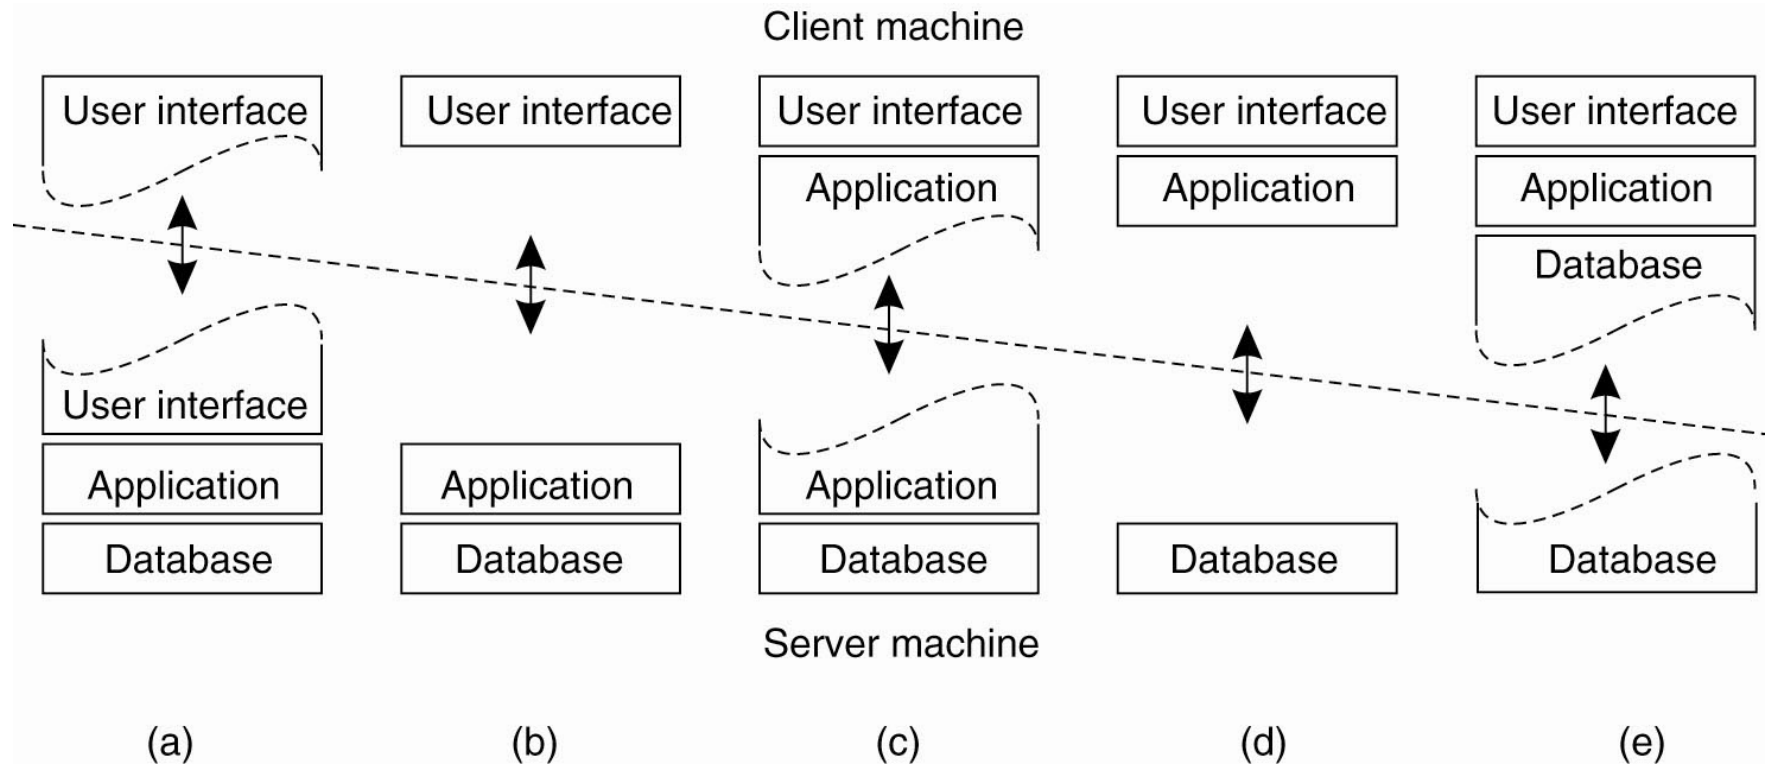 Client machine
User interface
User interface
User interface
User interface
User interface
Application
Application
Application
Database
User interface
Application
Application
Application
Database
Database
Database
Database
Database
Server machine
(a)
(b)
(c)
(d)
(e)